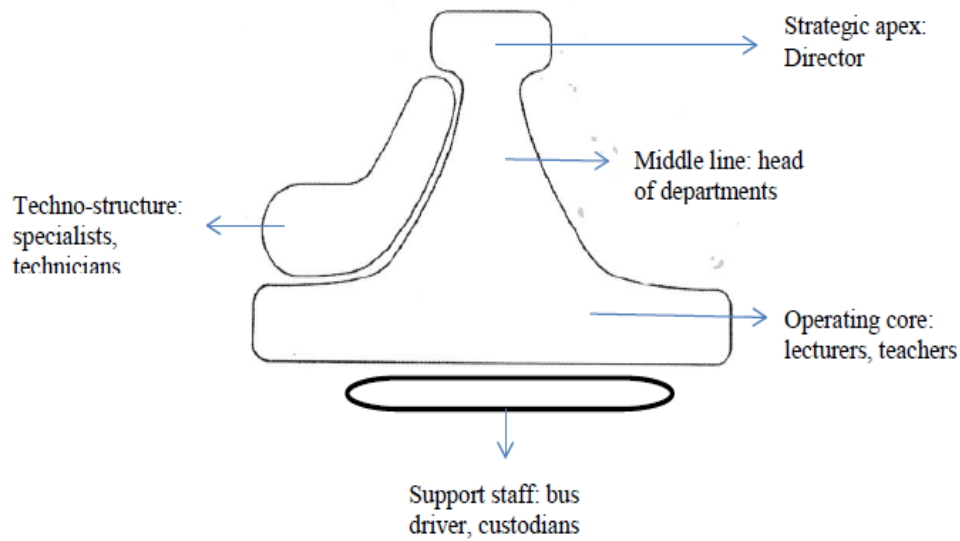 Strategic apex:
Director
Middle line: head
of departments
Techno-structure:
specialists,
technicians
Operating core:
lecturers, teachers
Support staff: bus
driver, custodians